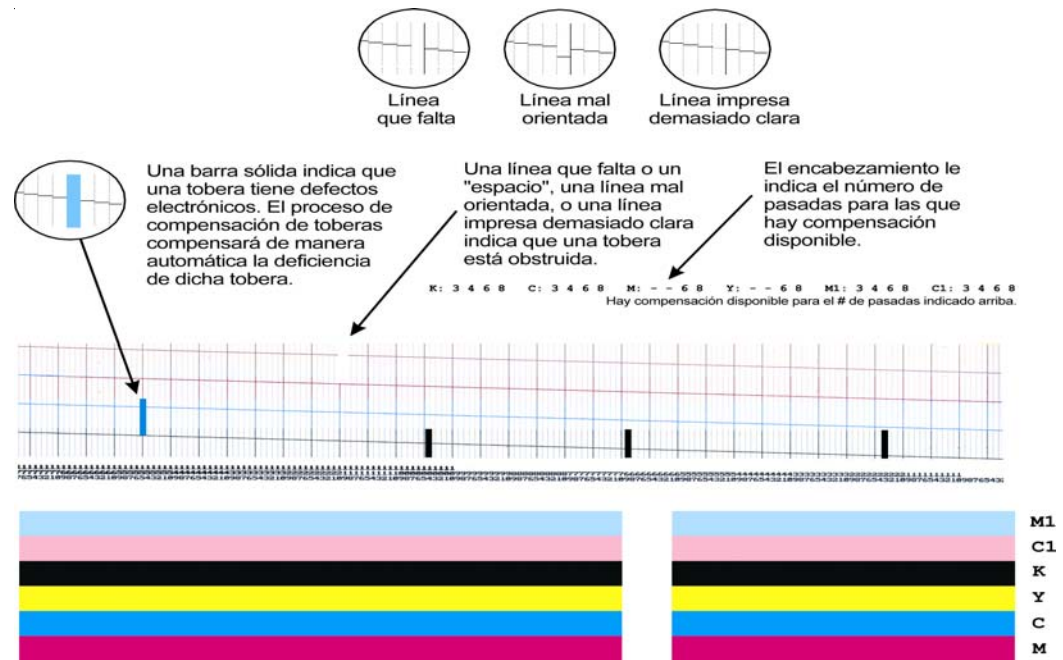 Línea
que falta
Línea mal
orientada
Línea impresa
demasiado clara
Una barra sólida indica que
una tobera tiene defectos
electrónicos. El proceso de
compensación de toberas
compensará de manera
automática la deficiencia
de dicha tobera.
Una línea que falta o un
"espacio", una línea mal
orientada, o una línea
impresa demasiado clara
indica que una tobera
está obstruida.
El encabezamiento le
indica el número de
pasadas para las que
hay compensación
disponible.
K: 3 4 6 8 C: 3 4 6 8 M: - - 6 8 Y: - - 6 8 M1: 3 4 6 8 C1: 3 4 6 8
Hay compensación disponible para el # de pasadas indicado arriba.
M1
C1
K
Y
C
M